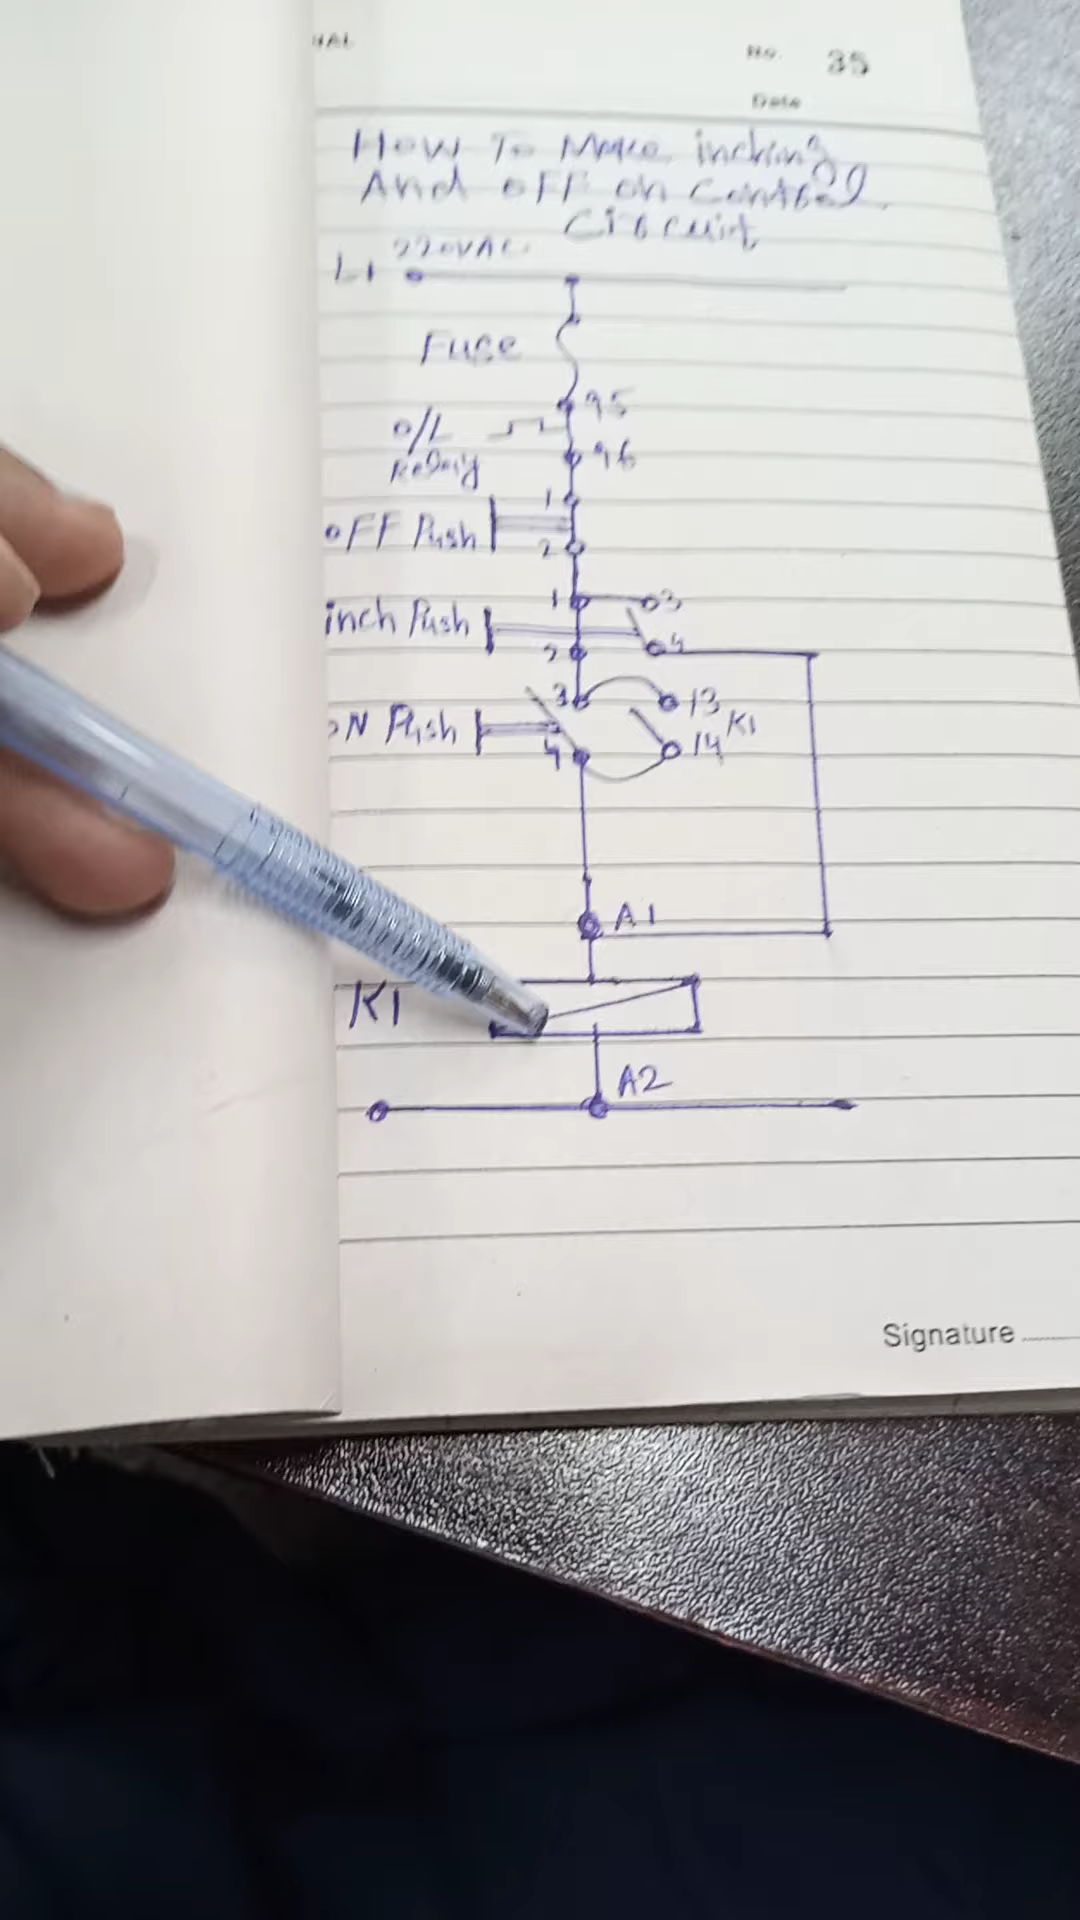 No. 35
Date
How To Make inching
And oFF on Control
Circuit
220VAC
L1
Fuse
95
O/L
Relay
96
1
oFF Push
2
1
3
inch Push
2
4
3
13
oN Push
K1
4
14
A1
K1
A2
Signature